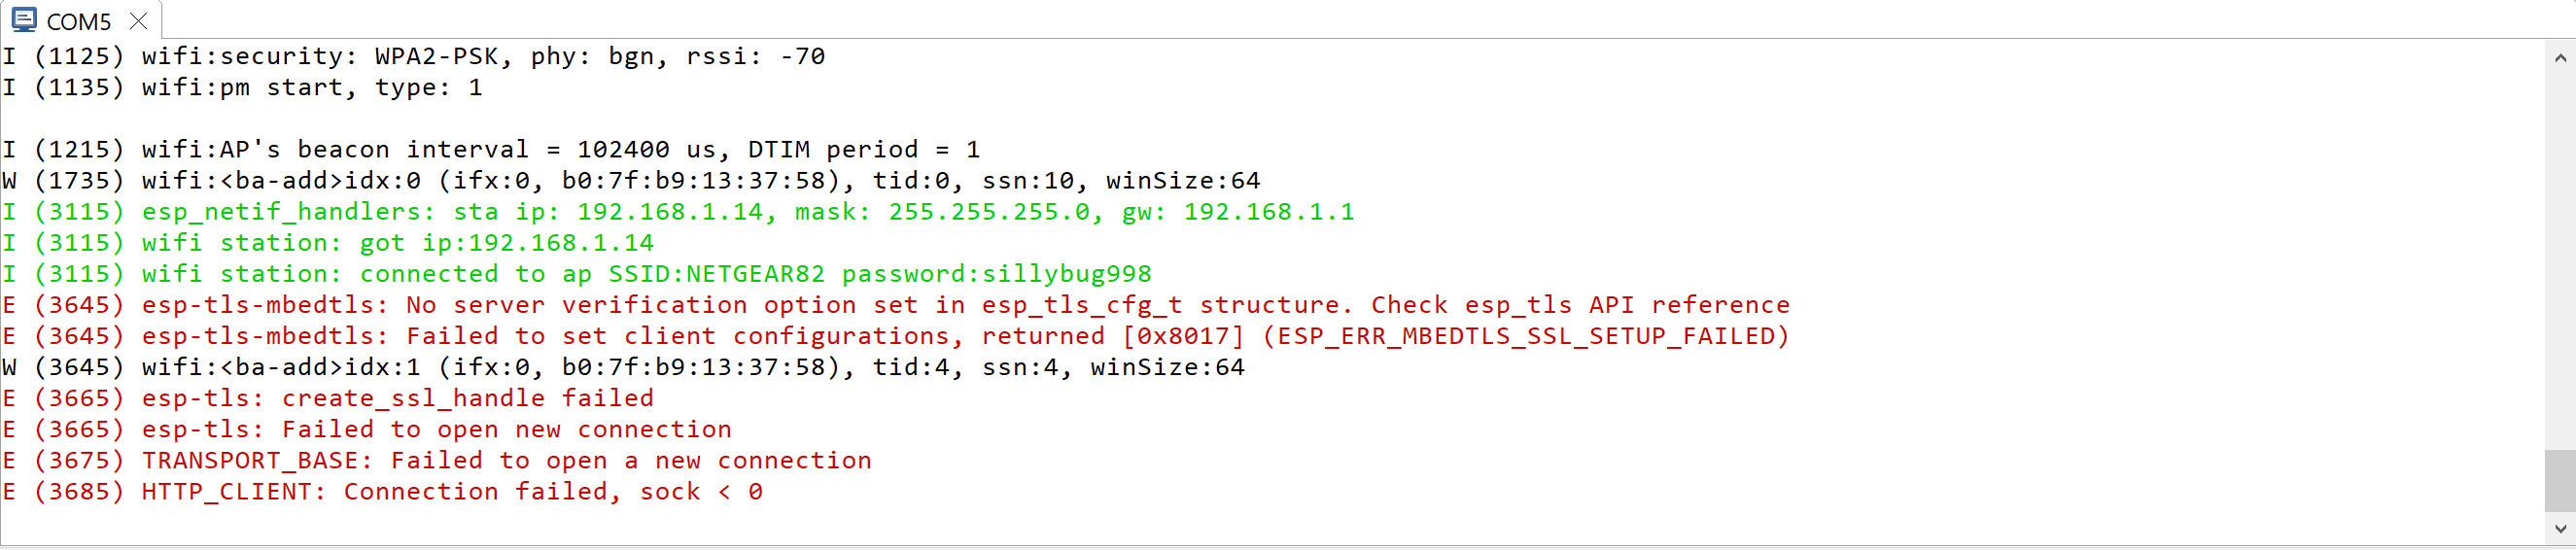 COM5
I (1125) wifi:security: WPA2-PSK, phy: bgn, rssi: -70
I (1135) wifi:pm start, type: 1
I (1215) wifi:AP's beacon interval = 102400 us, DTIM period = 1
W (1735) wifi:<ba-add>idx:0 (ifx:0, b0:7f:b9:13:37:58), tid:0, ssn:10, winSize:64
I (3115) esp_netif_handlers: sta ip: 192.168.1.14, mask: 255.255.255.0, gw: 192.168.1.1
I (3115) wifi station: got ip:192.168.1.14
I (3115) wifi station: connected to ap SSID:NETGEAR82 password:sillybug998
E (3645) esp-tls-mbedtls: No server verification option set in esp_tls_cfg_t structure. Check esp_tls API reference
E (3645) esp-tls-mbedtls: Failed to set client configurations, returned [0x8017] (ESP_ERR_MBEDTLS_SSL_SETUP_FAILED)
W (3645) wifi:<ba-add>idx:1 (ifx:0, b0:7f:b9:13:37:58), tid:4, ssn:4, winSize:64
E (3665) esp-tls: create_ssl_handle failed
E (3665) esp-tls: Failed to open new connection
E (3675) TRANSPORT_BASE: Failed to open a new connection
E (3685) HTTP_CLIENT: Connection failed, sock < 0